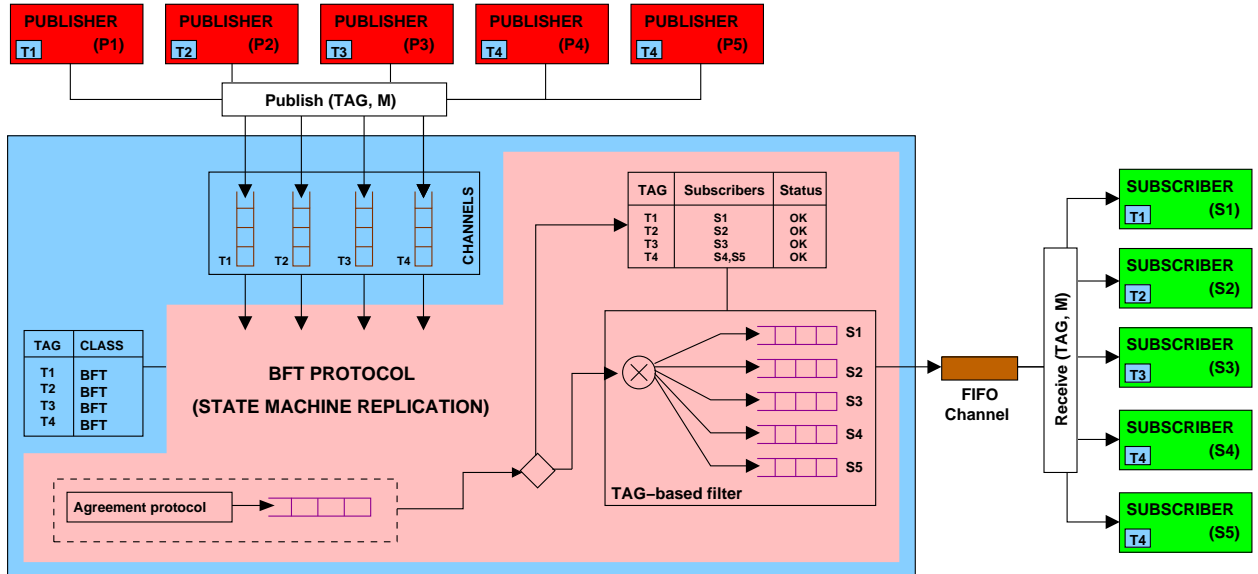 PUBLISHER
(P1)
T1
PUBLISHER
(P2)
T2
PUBLISHER
(P3)
T3
PUBLISHER
(P4)
T4
PUBLISHER
(P5)
T4
Publish (TAG, M)
T1 T2 T3 T4
CHANNELS
TAG Subscribers Status
T1 S1 OK
T2 S2 OK
T3 S3 OK
T4 S4,S5 OK
TAG CLASS
T1 BFT
T2 BFT
T3 BFT
T4 BFT
BFT PROTOCOL
(STATE MACHINE REPLICATION)
Agreement protocol
S1
S2
S3
S4
S5
TAG–based filter
FIFO
Channel
Receive (TAG, M)
SUBSCRIBER
(S1)
T1
SUBSCRIBER
(S2)
T2
SUBSCRIBER
(S3)
T3
SUBSCRIBER
(S4)
T4
SUBSCRIBER
(S5)
T4